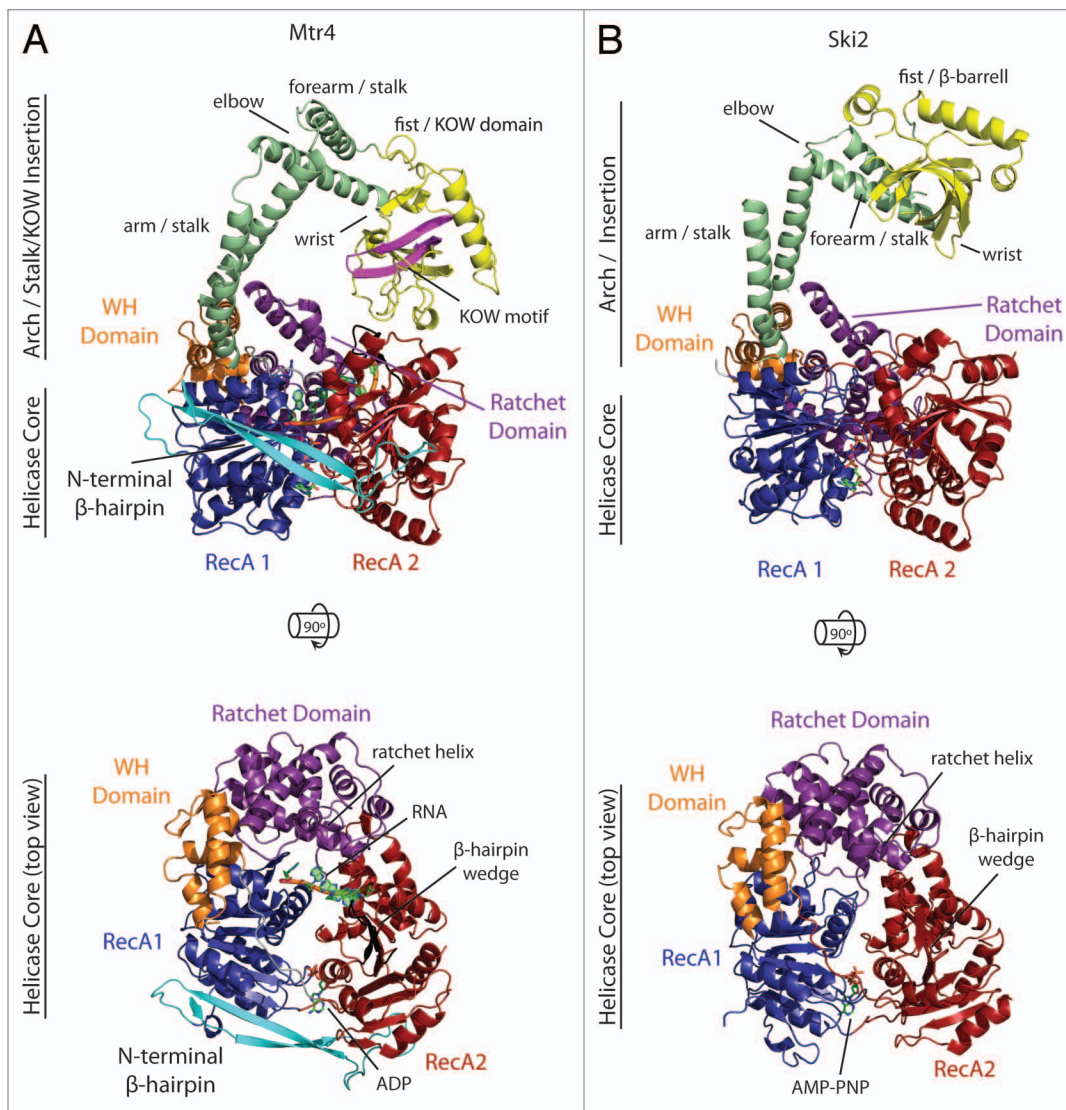 A
Mtr4
forearm / stalk
elbow
fist / KOW domain
arm / stalk
wrist
WH
Domain
KOW motif
Ratchet
Domain
N-terminal
β-hairpin
RecA 1
RecA 2
Arch / Stalk/KOW Insertion
Helicase Core
90º
Ratchet Domain
WH
Domain
ratchet helix
RNA
β-hairpin
wedge
RecA1
N-terminal
β-hairpin
ADP
RecA2
Helicase Core (top view)
B
Ski2
fist / β-barrell
elbow
arm / stalk
forearm / stalk
wrist
WH
Domain
Ratchet
Domain
RecA 1
RecA 2
Arch / Insertion
Helicase Core
90º
Ratchet Domain
WH
Domain
ratchet helix
β-hairpin
wedge
RecA1
AMP-PNP
RecA2
Helicase Core (top view)